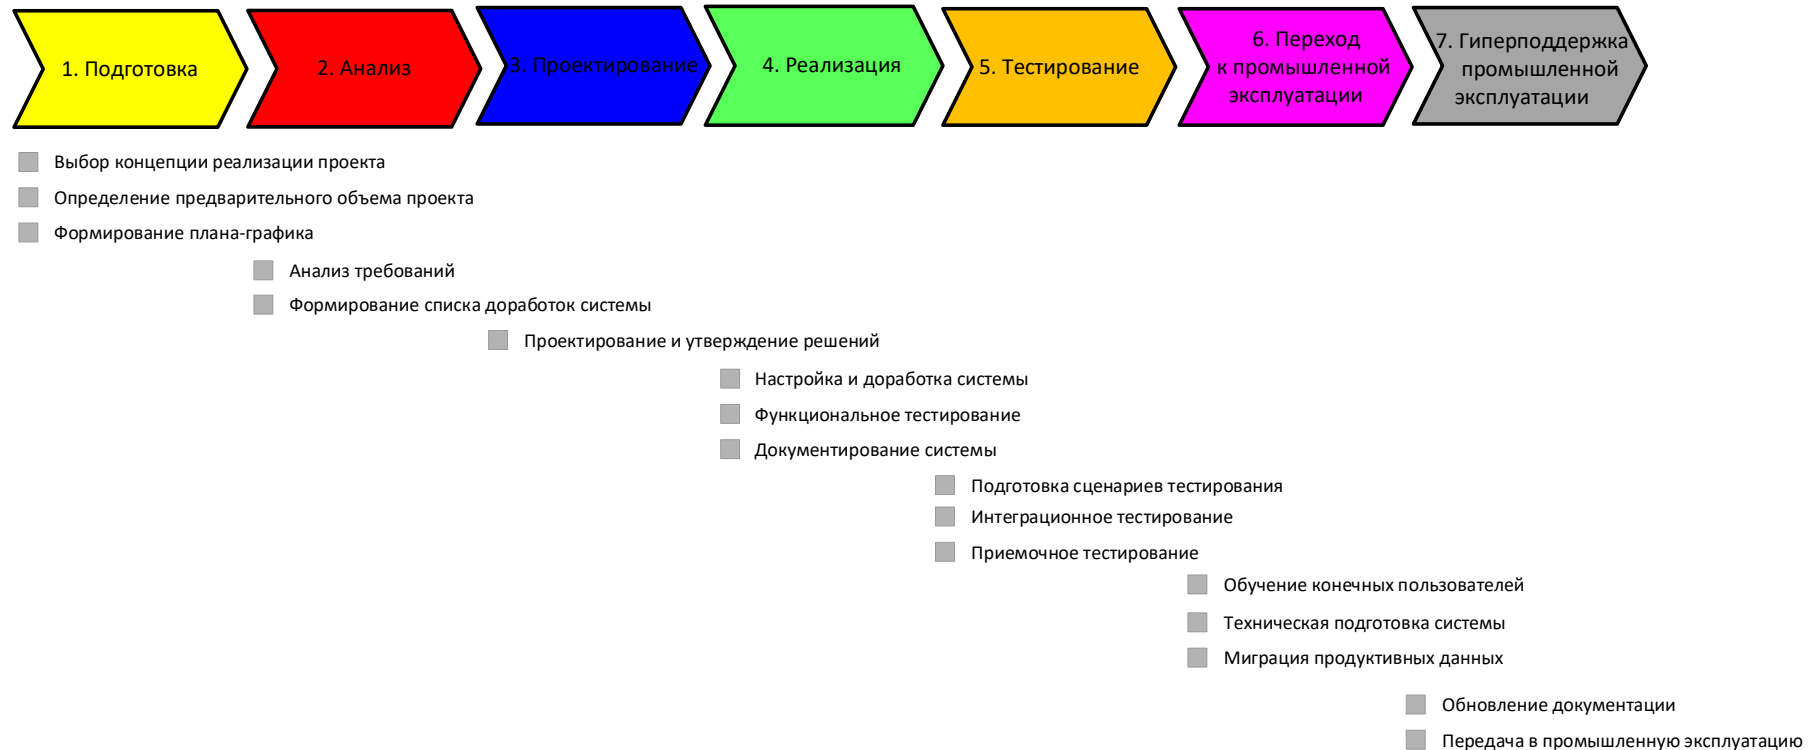 1. Подготовка
2. Анализ
3. Проектирование
4. Реализация
5. Тестирование
6. Переход
к промышленной
эксплуатации
7. Гиперподдержка
промышленной
эксплуатации
Выбор концепции реализации проекта
Определение предварительного объема проекта
Формирование плана-графика
Анализ требований
Формирование списка доработок системы
Проектирование и утверждение решений
Настройка и доработка системы
Функциональное тестирование
Документирование системы
Подготовка сценариев тестирования
Интеграционное тестирование
Приемочное тестирование
Обучение конечных пользователей
Техническая подготовка системы
Миграция продуктивных данных
Обновление документации
Передача в промышленную эксплуатацию